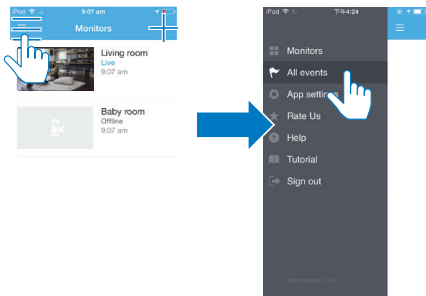 iPod 9:07 am
Monitors
Living room
Live
9:07 am
Baby room
Offline
9:07 am
iPod 下午4:24
Monitors
All events
App settings
Rate Us
Help
Tutorial
Sign out